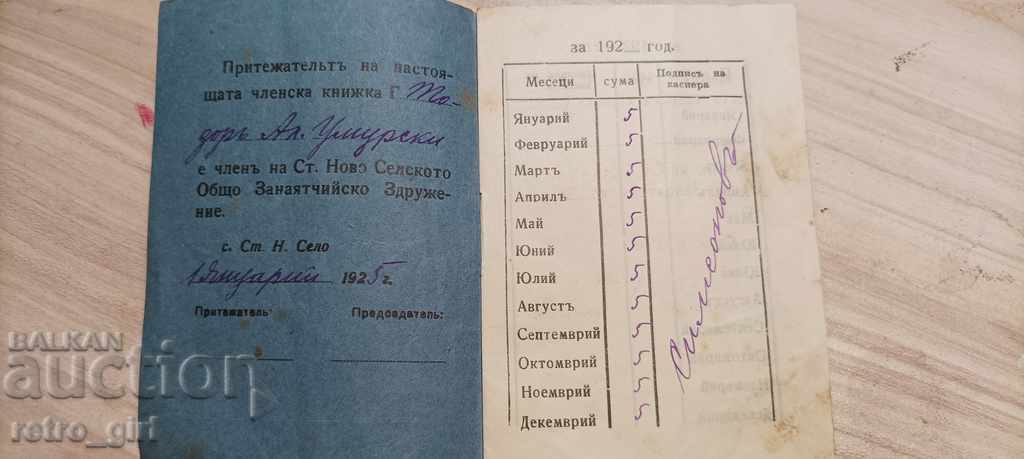 Притежательтъ на настоя-
щата членска книжка Г То-
доръ Ал. Умурски
е членъ на Ст. Ново Селското
Общо Занаятчийско Здруже-
ние.
с. Ст. Н. Село
1 Януарий 1925 г.
Притежатель: Председатель:
за 192 год.
Месеци сума Подпись на касиера
Януарий 5
Февруарий 5
Мартъ 5
Априлъ 5
Май 5
Юний 5
Юлий 5
Августъ 5
Септемврий 5
Октомврий 5
Ноемврий 5
Декемврий 5
Симеоновъ
BALKAN
auction
retro_girl